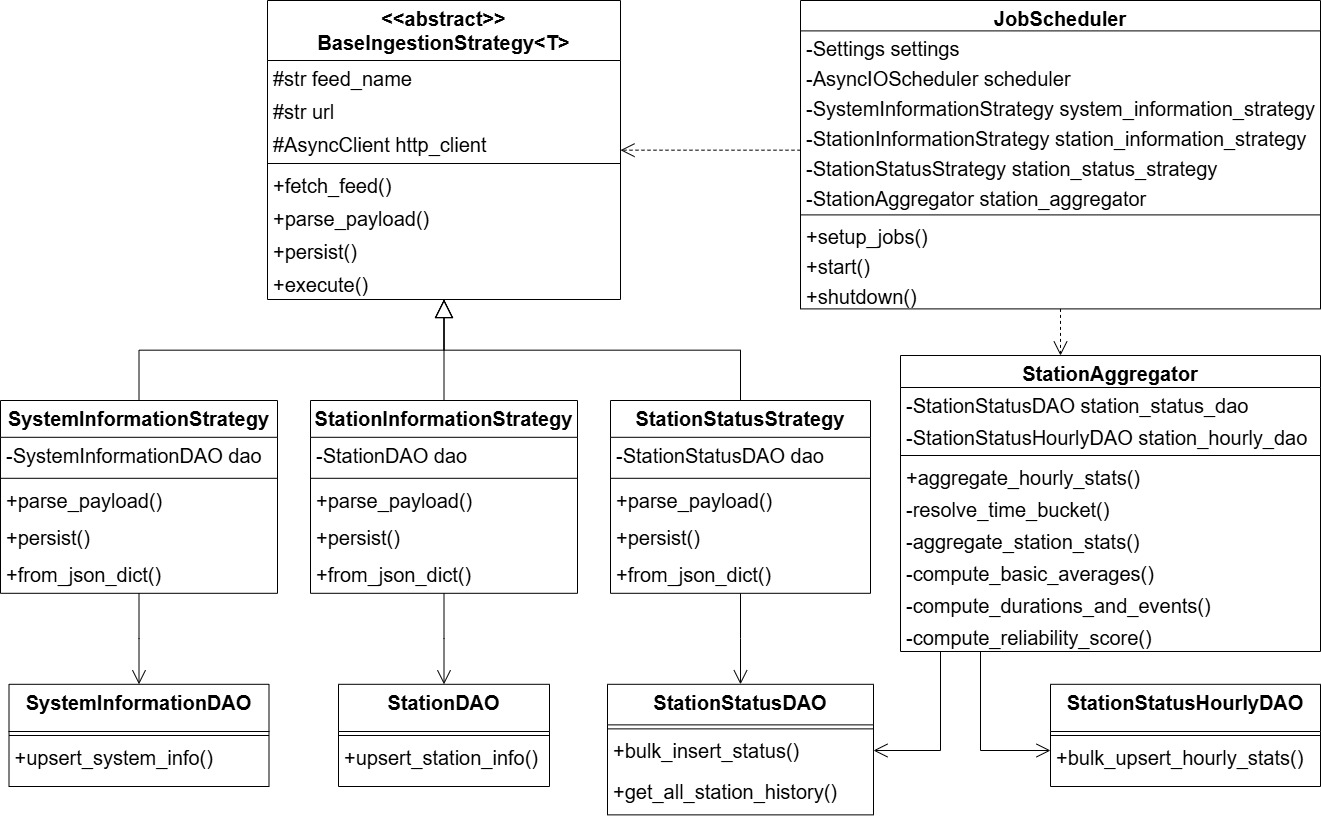 <<abstract>>
BaseIngestionStrategy<T>
#str feed_name
#str url
#AsyncClient http_client
+fetch_feed()
+parse_payload()
+persist()
+execute()
JobScheduler
-Settings settings
-AsyncIOScheduler scheduler
-SystemInformationStrategy system_information_strategy
-StationInformationStrategy station_information_strategy
-StationStatusStrategy station_status_strategy
-StationAggregator station_aggregator
+setup_jobs()
+start()
+shutdown()
SystemInformationStrategy
-SystemInformationDAO dao
+parse_payload()
+persist()
+from_json_dict()
StationInformationStrategy
-StationDAO dao
+parse_payload()
+persist()
+from_json_dict()
StationStatusStrategy
-StationStatusDAO dao
+parse_payload()
+persist()
+from_json_dict()
StationAggregator
-StationStatusDAO station_status_dao
-StationStatusHourlyDAO station_hourly_dao
+aggregate_hourly_stats()
-resolve_time_bucket()
-aggregate_station_stats()
-compute_basic_averages()
-compute_durations_and_events()
-compute_reliability_score()
SystemInformationDAO
+upsert_system_info()
StationDAO
+upsert_station_info()
StationStatusDAO
+bulk_insert_status()
+get_all_station_history()
StationStatusHourlyDAO
+bulk_upsert_hourly_stats()